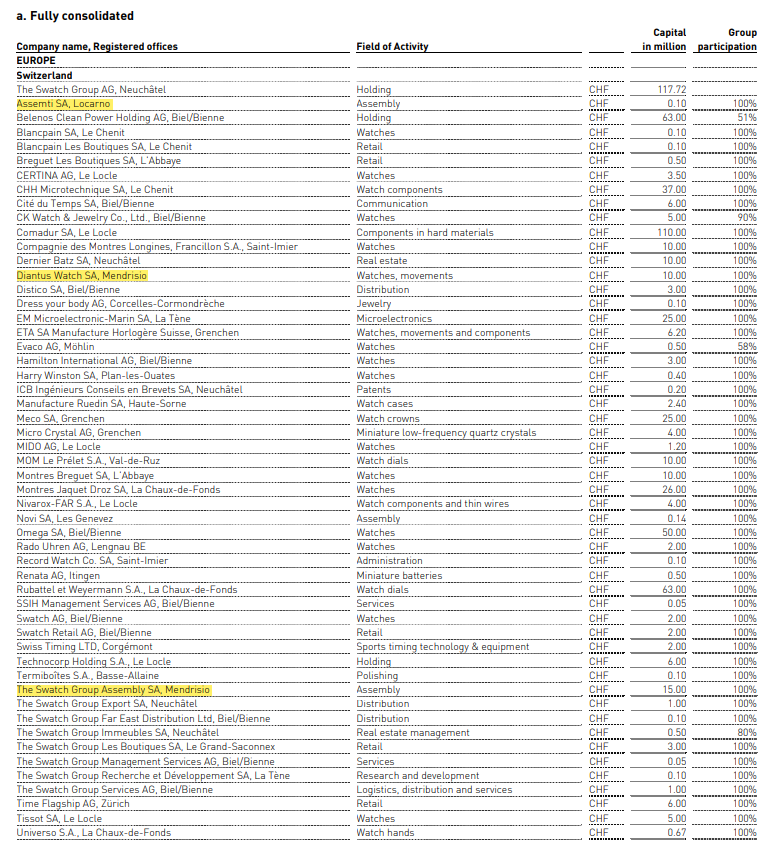 a. Fully consolidated
Capital Group
Company name, Registered offices Field of Activity in million participation
EUROPE
Switzerland
The Swatch Group AG, Neuchâtel Holding CHF 117.72
Assemti SA, Locarno Assembly CHF 0.10 100%
Belenos Clean Power Holding AG, Biel/Bienne Holding CHF 63.00 51%
Blancpain SA, Le Chenit Watches CHF 0.10 100%
Blancpain Les Boutiques SA, Le Chenit Retail CHF 0.10 100%
Breguet Les Boutiques SA, L'Abbaye Retail CHF 0.50 100%
CERTINA AG, Le Locle Watches CHF 3.50 100%
CHH Microtechnique SA, Le Chenit Watch components CHF 37.00 100%
Cité du Temps SA, Biel/Bienne Communication CHF 6.00 100%
CK Watch & Jewelry Co., Ltd., Biel/Bienne Watches CHF 5.00 90%
Comadur SA, Le Locle Components in hard materials CHF 110.00 100%
Compagnie des Montres Longines, Francillon S.A., Saint-Imier Watches CHF 10.00 100%
Dernier Batz SA, Neuchâtel Real estate CHF 10.00 100%
Diantus Watch SA, Mendrisio Watches, movements CHF 10.00 100%
Distico SA, Biel/Bienne Distribution CHF 3.00 100%
Dress your body AG, Corcelles-Cormondrèche Jewelry CHF 0.10 100%
EM Microelectronic-Marin SA, La Tène Microelectronics CHF 25.00 100%
ETA SA Manufacture Horlogère Suisse, Grenchen Watches, movements and components CHF 6.20 100%
Evaco AG, Möhlin Watches CHF 0.50 58%
Hamilton International AG, Biel/Bienne Watches CHF 3.00 100%
Harry Winston SA, Plan-les-Ouates Watches CHF 0.40 100%
ICB Ingénieurs Conseils en Brevets SA, Neuchâtel Patents CHF 0.20 100%
Manufacture Ruedin SA, Haute-Sorne Watch cases CHF 2.40 100%
Meco SA, Grenchen Watch crowns CHF 25.00 100%
Micro Crystal AG, Grenchen Miniature low-frequency quartz crystals CHF 4.00 100%
MIDO AG, Le Locle Watches CHF 1.20 100%
MOM Le Prélet S.A., Val-de-Ruz Watch dials CHF 10.00 100%
Montres Breguet SA, L'Abbaye Watches CHF 10.00 100%
Montres Jaquet Droz SA, La Chaux-de-Fonds Watches CHF 26.00 100%
Nivarox-FAR S.A., Le Locle Watch components and thin wires CHF 4.00 100%
Novi SA, Les Genevez Assembly CHF 0.14 100%
Omega SA, Biel/Bienne Watches CHF 50.00 100%
Rado Uhren AG, Lengnau BE Watches CHF 2.00 100%
Record Watch Co. SA, Saint-Imier Administration CHF 0.10 100%
Renata AG, Itingen Miniature batteries CHF 0.50 100%
Rubattel et Weyermann S.A., La Chaux-de-Fonds Watch dials CHF 63.00 100%
SSIH Management Services AG, Biel/Bienne Services CHF 0.05 100%
Swatch AG, Biel/Bienne Watches CHF 2.00 100%
Swatch Retail AG, Biel/Bienne Retail CHF 2.00 100%
Swiss Timing LTD, Corgémont Sports timing technology & equipment CHF 2.00 100%
Technocorp Holding S.A., Le Locle Holding CHF 6.00 100%
Termiboîtes S.A., Basse-Allaine Polishing CHF 0.10 100%
The Swatch Group Assembly SA, Mendrisio Assembly CHF 15.00 100%
The Swatch Group Export SA, Neuchâtel Distribution CHF 1.00 100%
The Swatch Group Far East Distribution Ltd, Biel/Bienne Distribution CHF 0.10 100%
The Swatch Group Immeubles SA, Neuchâtel Real estate management CHF 0.50 80%
The Swatch Group Les Boutiques SA, Le Grand-Saconnex Retail CHF 3.00 100%
The Swatch Group Management Services AG, Biel/Bienne Services CHF 0.05 100%
The Swatch Group Recherche et Développement SA, La Tène Research and development CHF 0.10 100%
The Swatch Group Services AG, Biel/Bienne Logistics, distribution and services CHF 1.00 100%
Time Flagship AG, Zürich Retail CHF 6.00 100%
Tissot SA, Le Locle Watches CHF 5.00 100%
Universo S.A., La Chaux-de-Fonds Watch hands CHF 0.67 100%